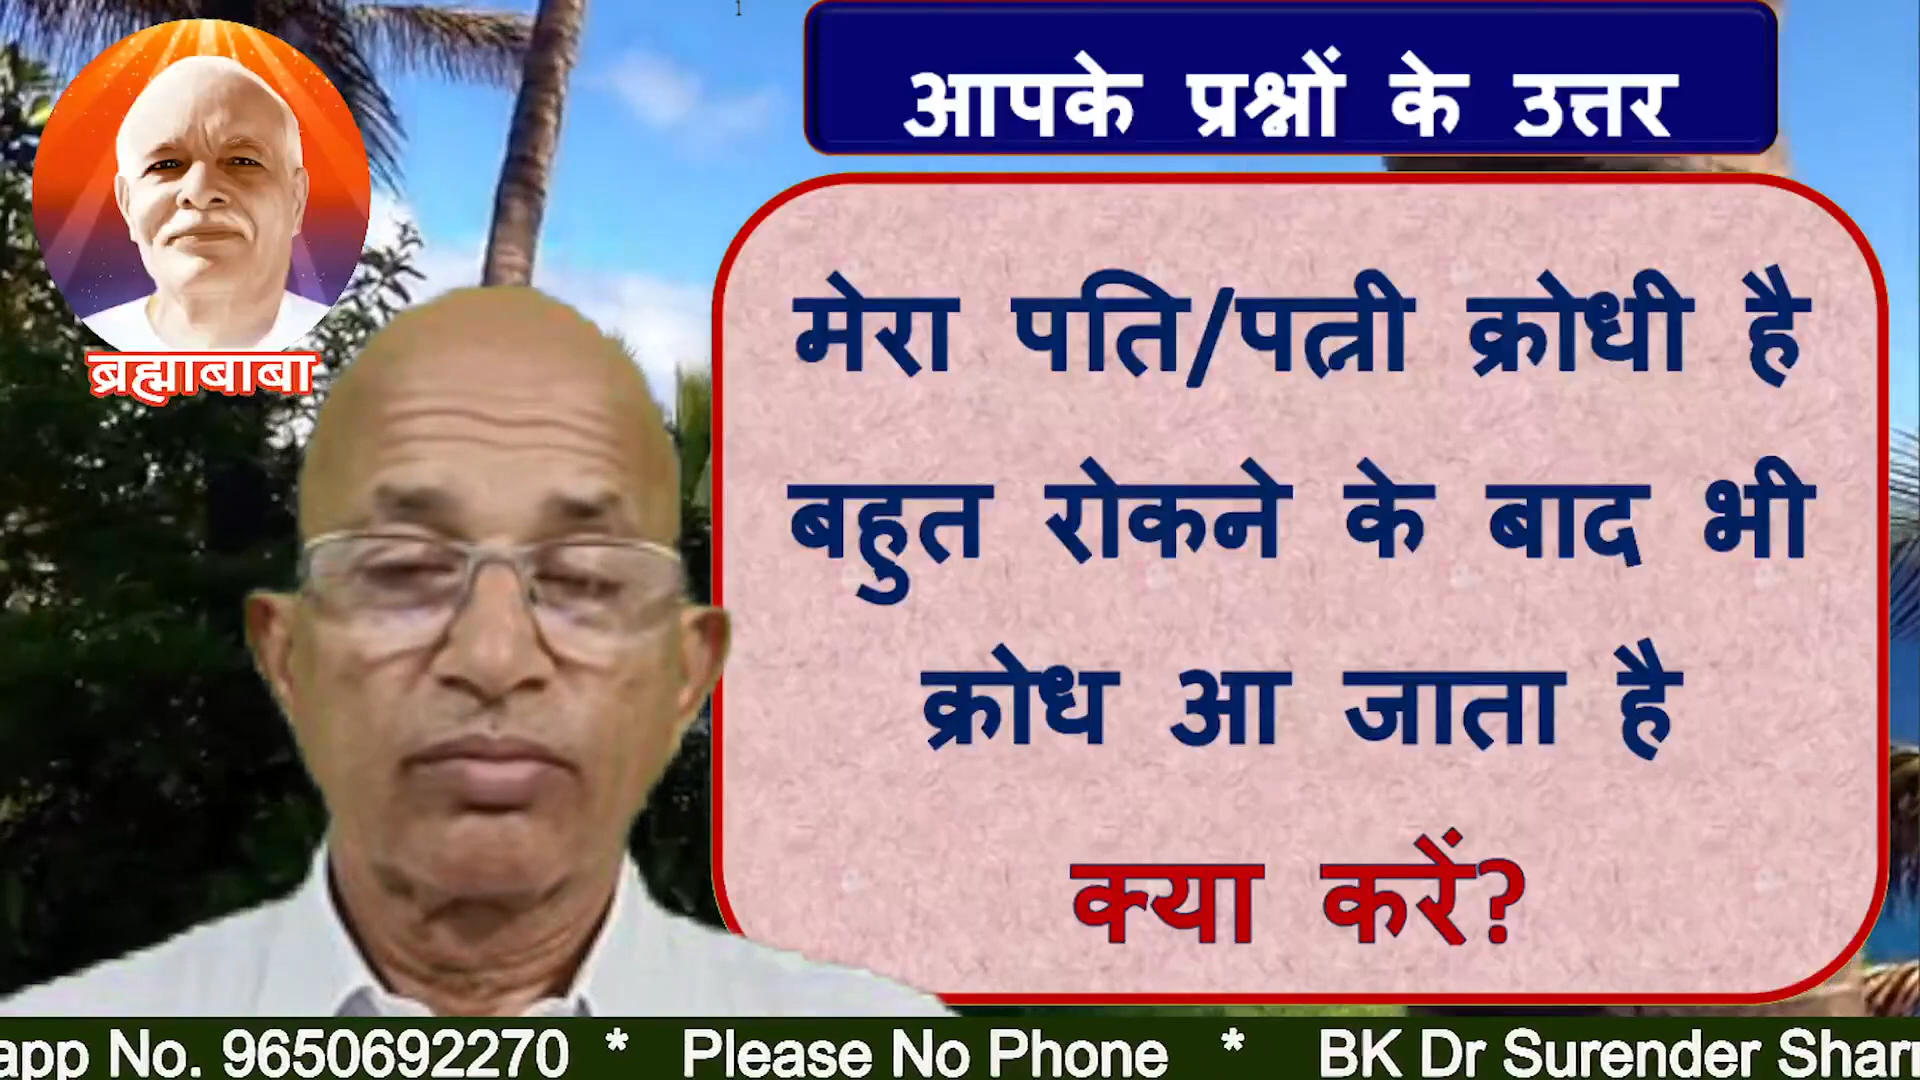 आपके प्रश्नों के उत्तर
ब्रह्माबाबा
मेरा पति/पत्नी क्रोधी है
बहुत रोकने के बाद भी
क्रोध आ जाता है
क्या करें?
app No. 9650692270 * Please No Phone * BK Dr Surender Shar